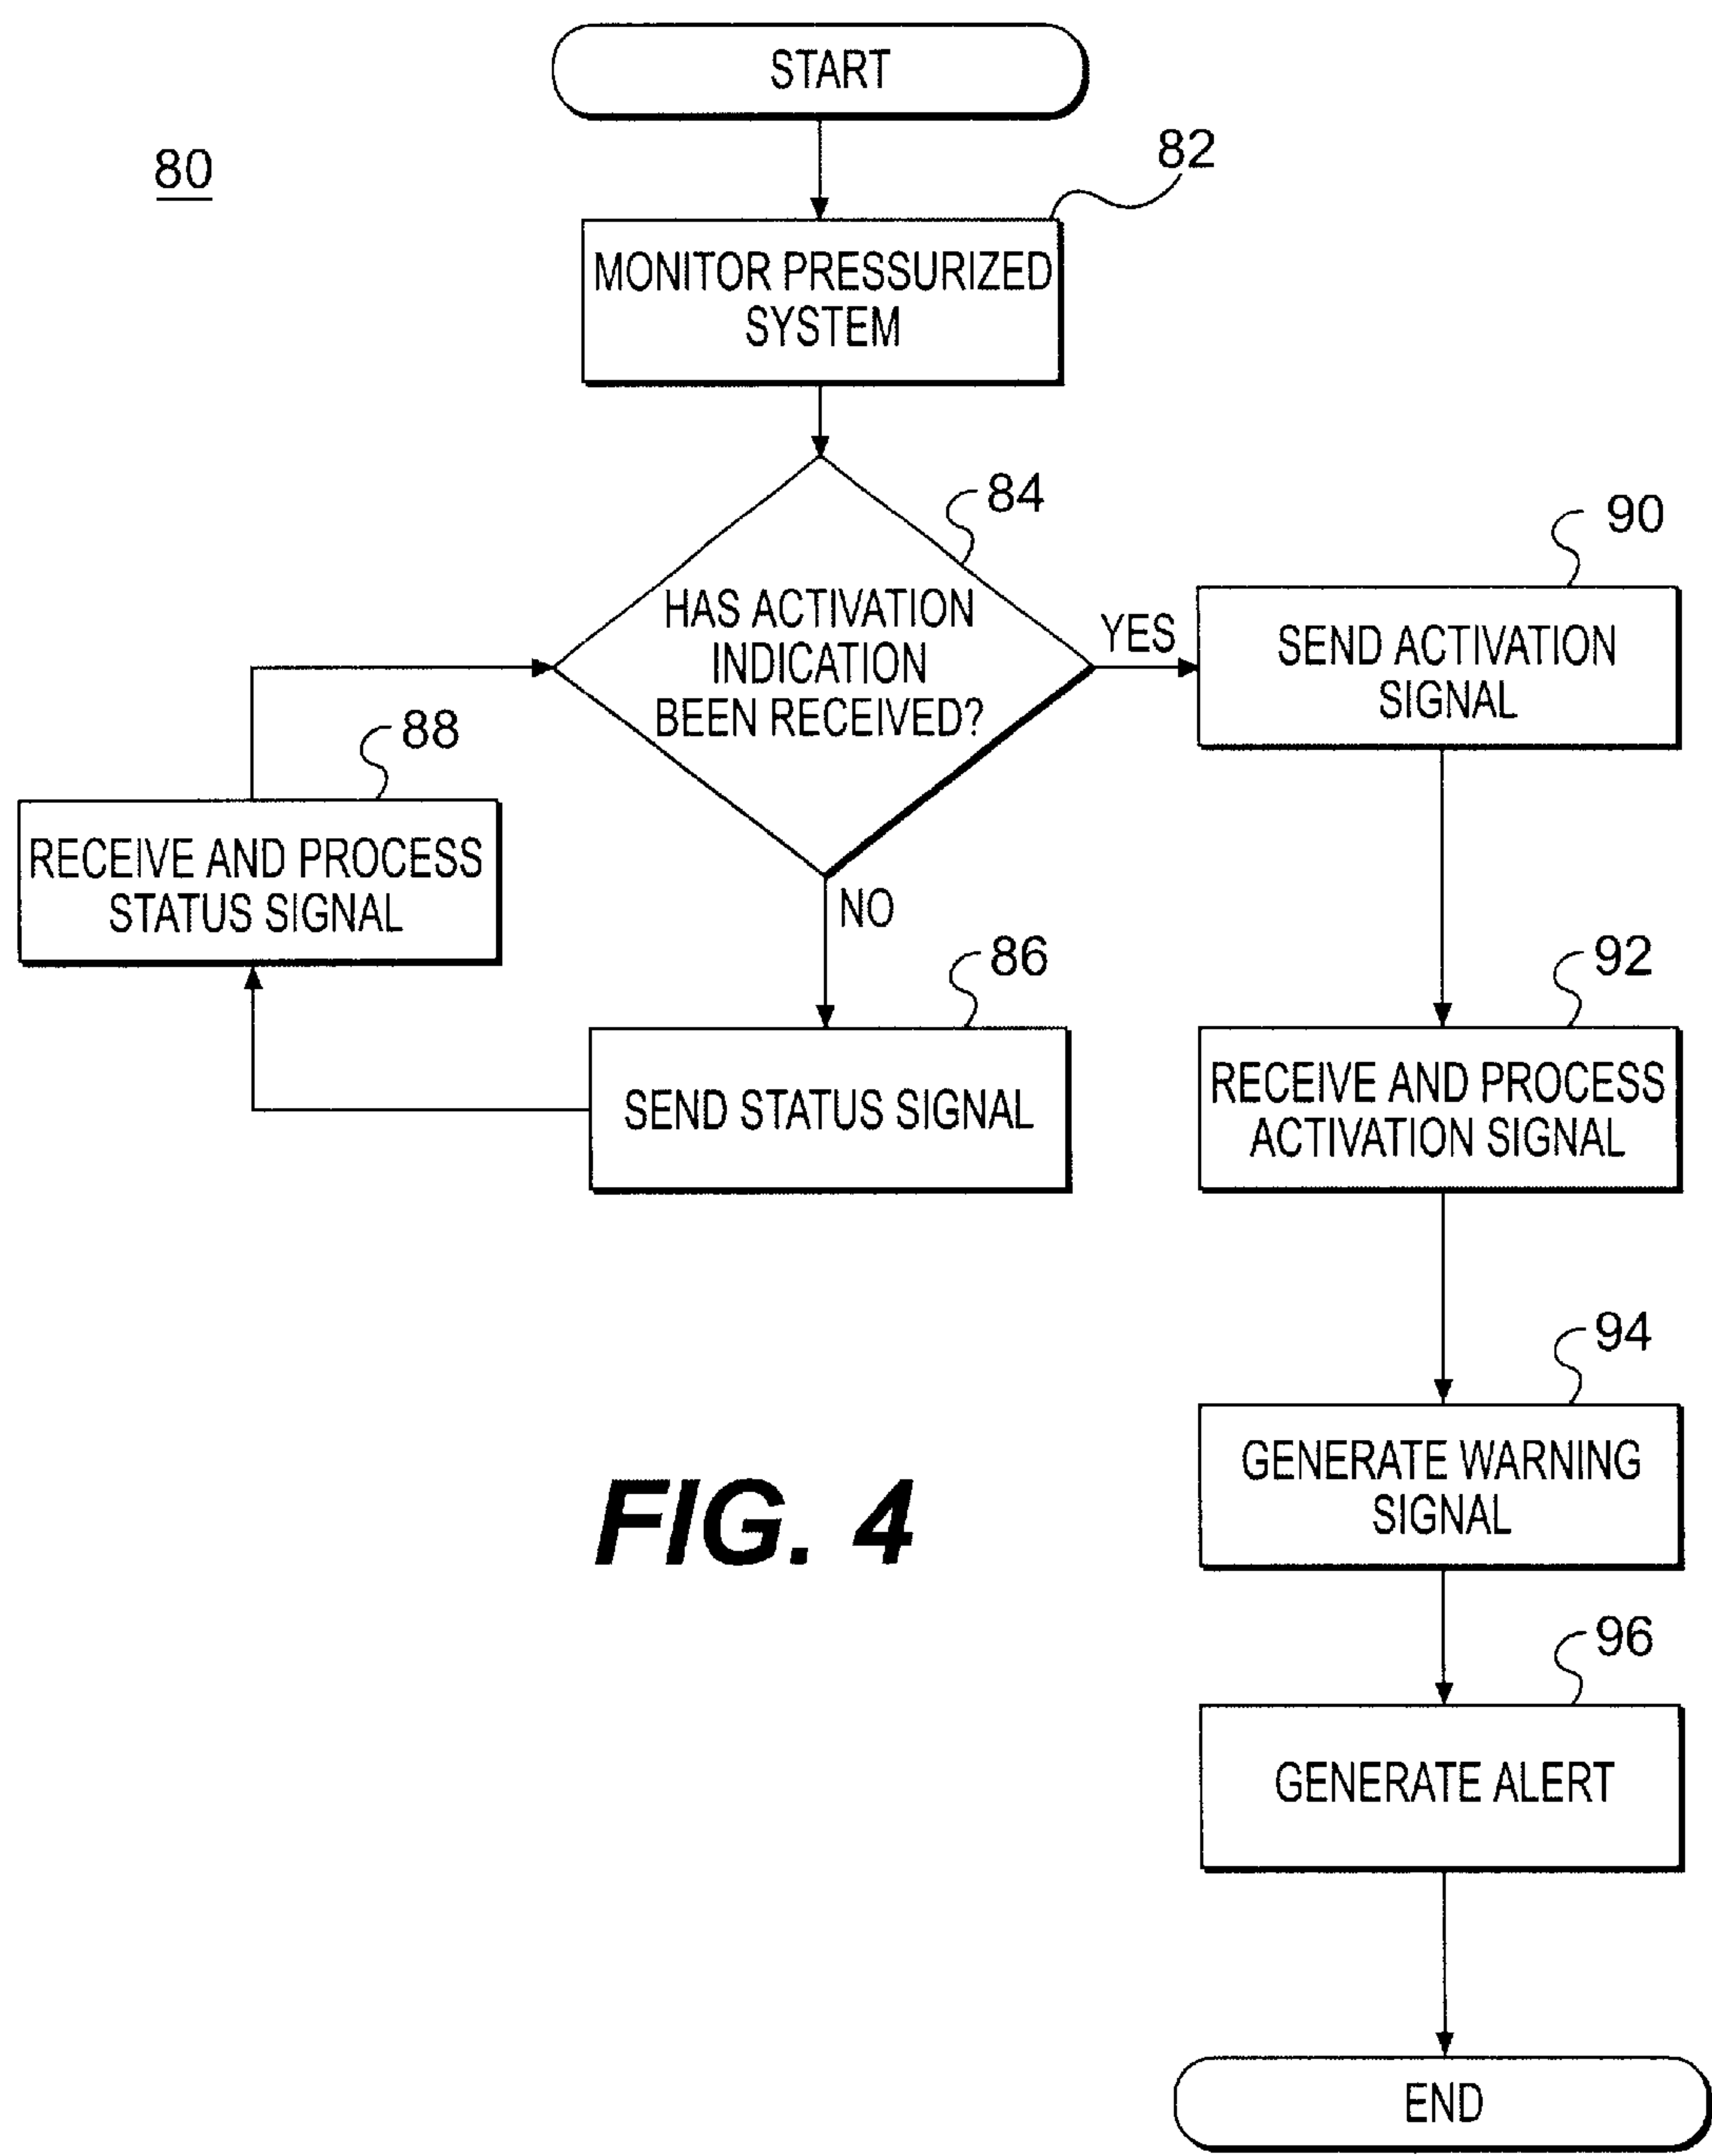 START
80
82
MONITOR PRESSURIZED
SYSTEM
84
HAS ACTIVATION
INDICATION
BEEN RECEIVED?
YES
90
SEND ACTIVATION
SIGNAL
88
RECEIVE AND PROCESS
STATUS SIGNAL
NO
86
SEND STATUS SIGNAL
92
RECEIVE AND PROCESS
ACTIVATION SIGNAL
94
GENERATE WARNING
SIGNAL
FIG. 4
96
GENERATE ALERT
END